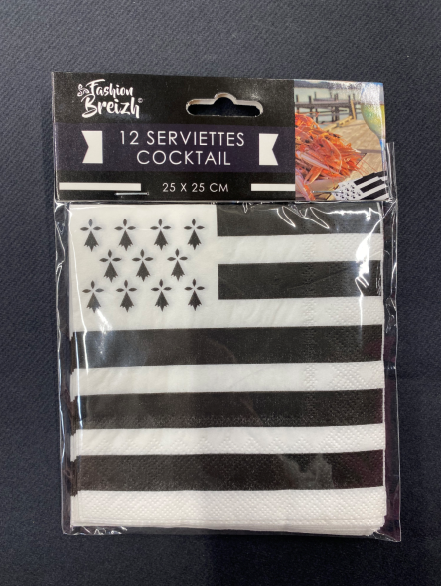 Fashion
Breizh©
12 SERVIETTES
COCKTAIL
25 X 25 CM